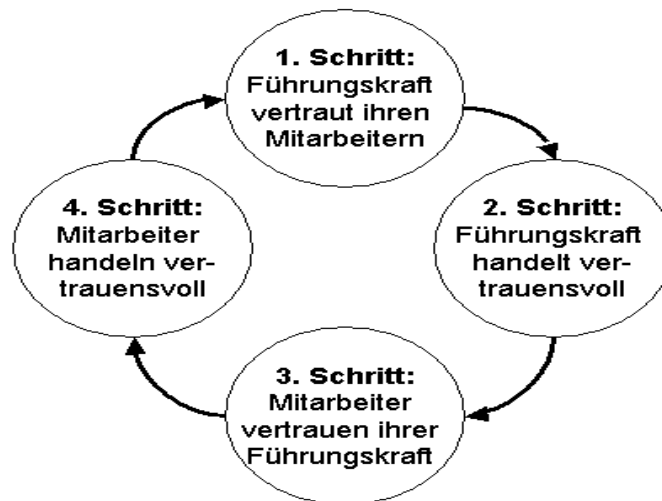 1. Schritt:
Führungskraft
vertraut ihren
Mitarbeitern
2. Schritt:
Führungskraft
handelt ver-
trauensvoll
3. Schritt:
Mitarbeiter
vertrauen ihrer
Führungskraft
4. Schritt:
Mitarbeiter
handeln ver-
trauensvoll